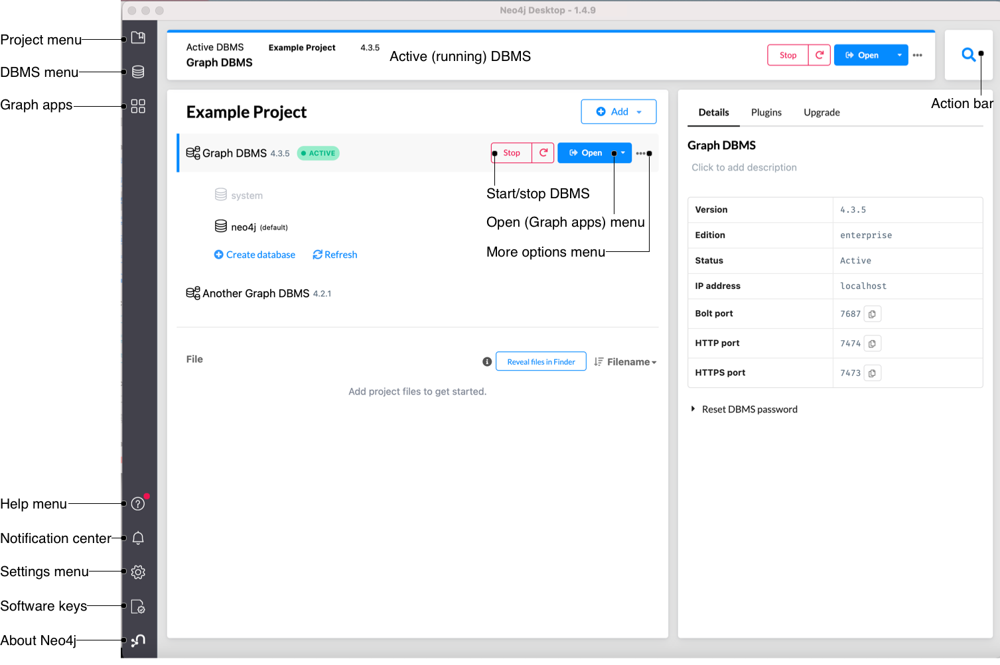 Neo4j Desktop - 1.4.9
Project menu
DBMS menu
Graph apps
Active DBMS Example Project 4.3.5
Graph DBMS
Active (running) DBMS
Stop Open
Action bar
Example Project
Add
Graph DBMS 4.3.5 ACTIVE
Stop Open
Start/stop DBMS
system
Open (Graph apps) menu
neo4j (default)
More options menu
Create database Refresh
Another Graph DBMS 4.2.1
File
Reveal files in Finder Filename
Add project files to get started.
Details Plugins Upgrade
Graph DBMS
Click to add description
Version 4.3.5
Edition enterprise
Status Active
IP address localhost
Bolt port 7687
HTTP port 7474
HTTPS port 7473
Reset DBMS password
Help menu
Notification center
Settings menu
Software keys
About Neo4j